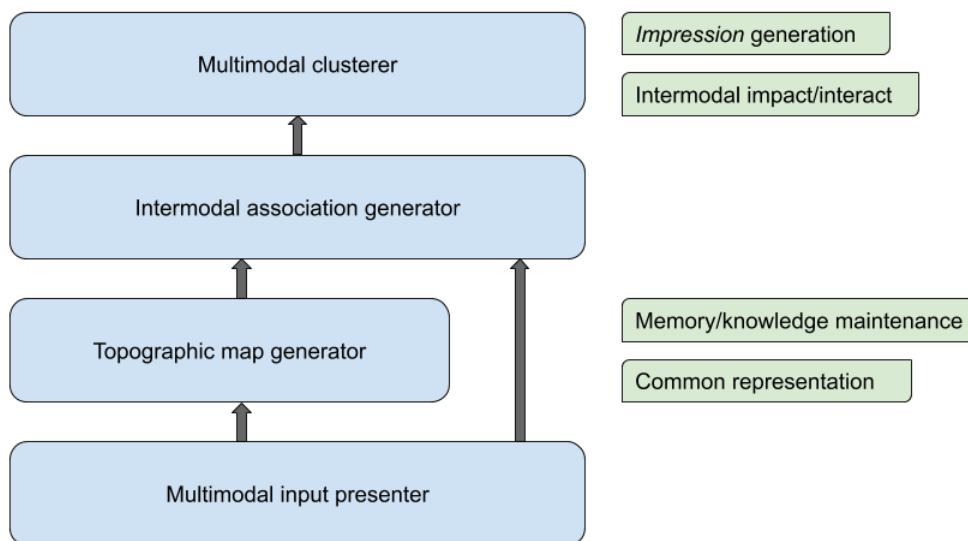 Multimodal clusterer
Impression generation
Intermodal impact/interact
Intermodal association generator
Topographic map generator
Memory/knowledge maintenance
Common representation
Multimodal input presenter